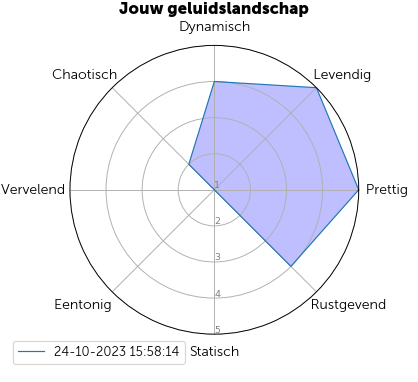 Jouw geluidslandschap
Dynamisch
Chaotisch
Levendig
1
Vervelend
Prettig
2
3
4
Eentonig
Rustgevend
5
24-10-2023 15:58:14
Statisch